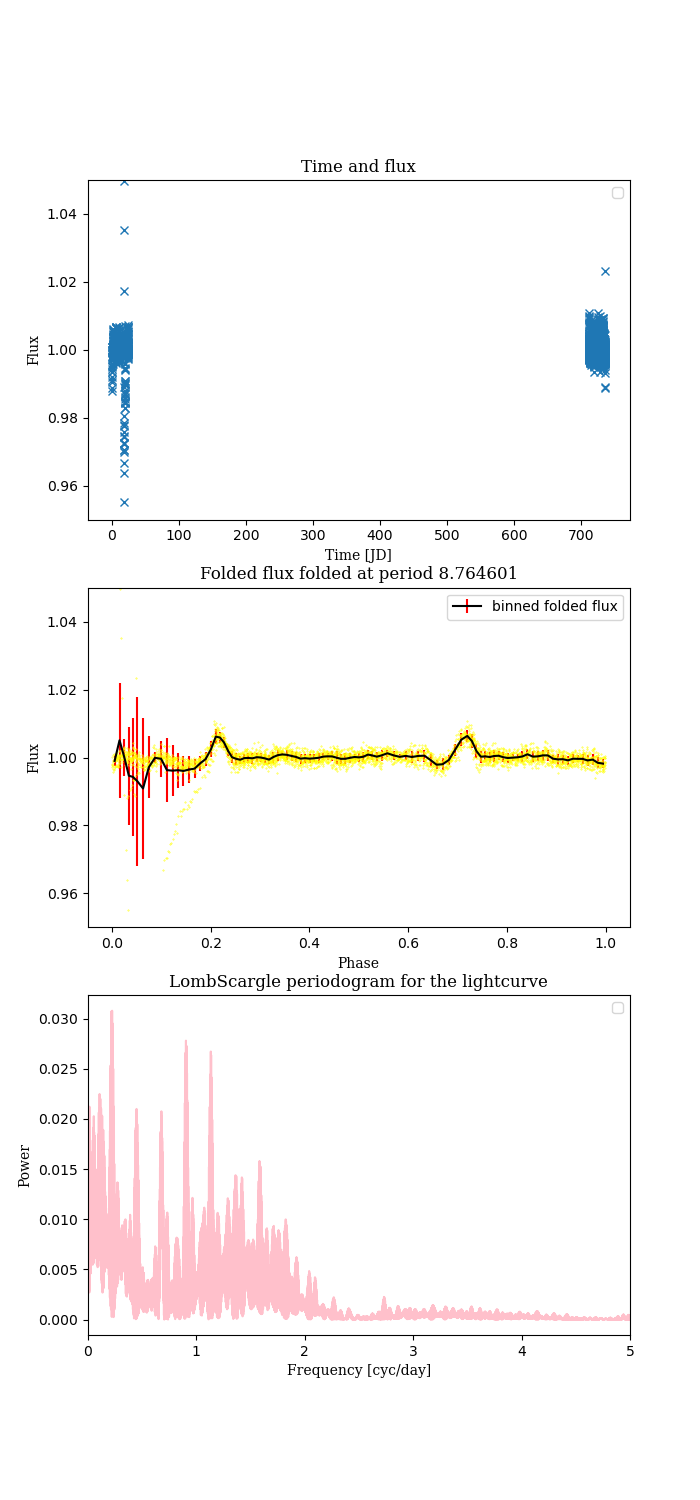 Time and flux
1.04
1.02
1.00
0.98
0.96
Flux
0 100 200 300 400 500 600 700
Time [JD]
Folded flux folded at period 8.764601
binned folded flux
1.04
1.02
1.00
0.98
0.96
Flux
0.0 0.2 0.4 0.6 0.8 1.0
Phase
LombScargle periodogram for the lightcurve
0.030
0.025
0.020
0.015
0.010
0.005
0.000
Power
0 1 2 3 4 5
Frequency [cyc/day]